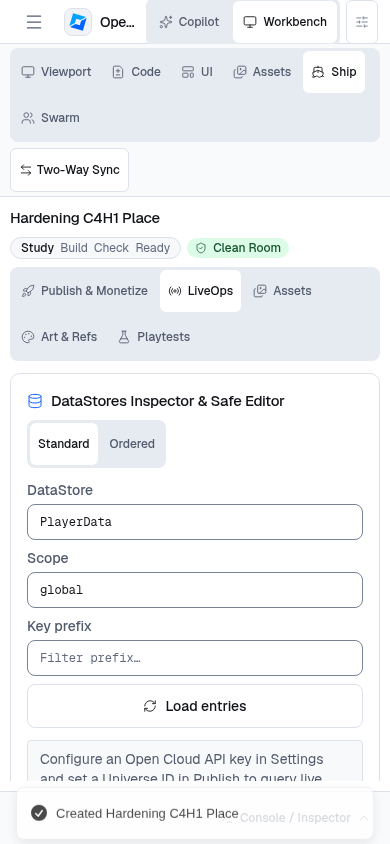 Ope...
Copilot
Workbench
Viewport
Code
UI
Assets
Ship
Swarm
Two-Way Sync
Hardening C4H1 Place
Study Build Check Ready
Clean Room
Publish & Monetize
LiveOps
Assets
Art & Refs
Playtests
DataStores Inspector & Safe Editor
Standard
Ordered
DataStore
PlayerData
Scope
global
Key prefix
Filter prefix…
Load entries
Configure an Open Cloud API key in Settings
and set a Universe ID in Publish to query live
Created Hardening C4H1 Place
Console / Inspector